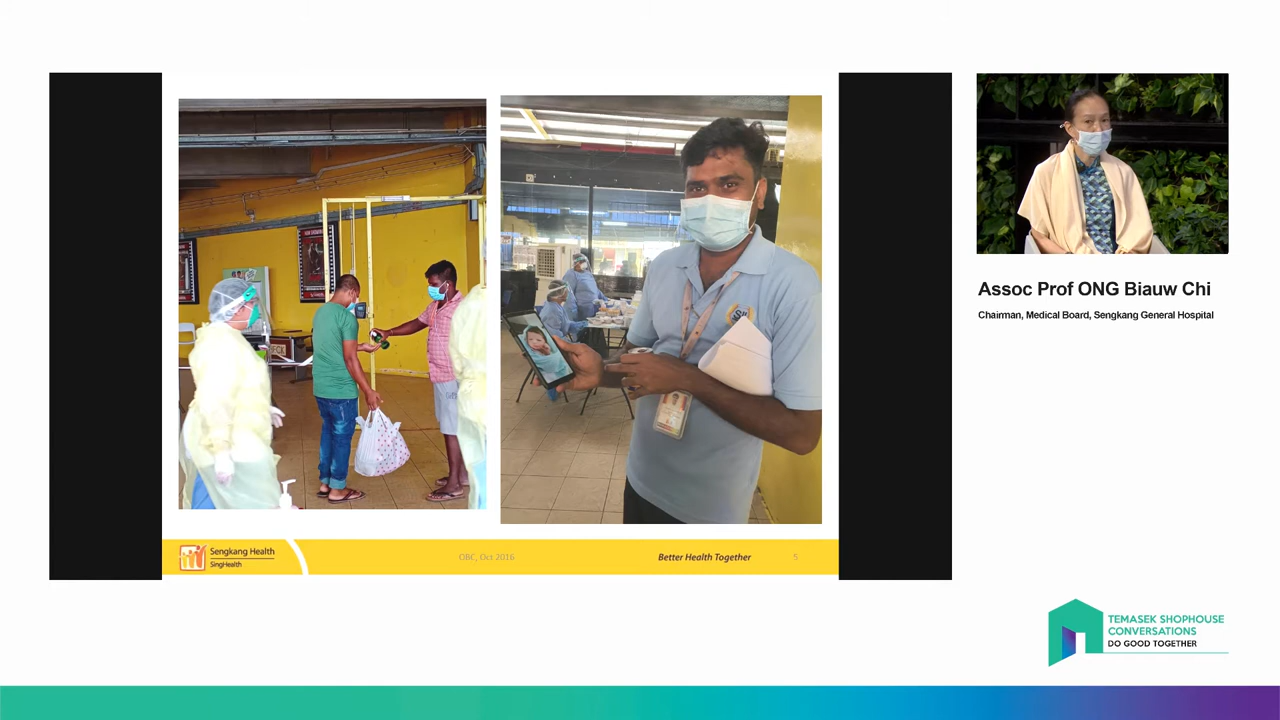 Sengkang Health
SingHealth
OBC, Oct 2016
Better Health Together
5
Assoc Prof ONG Biauw Chi
Chairman, Medical Board, Sengkang General Hospital
TEMASEK SHOPHOUSE
CONVERSATIONS
DO GOOD TOGETHER